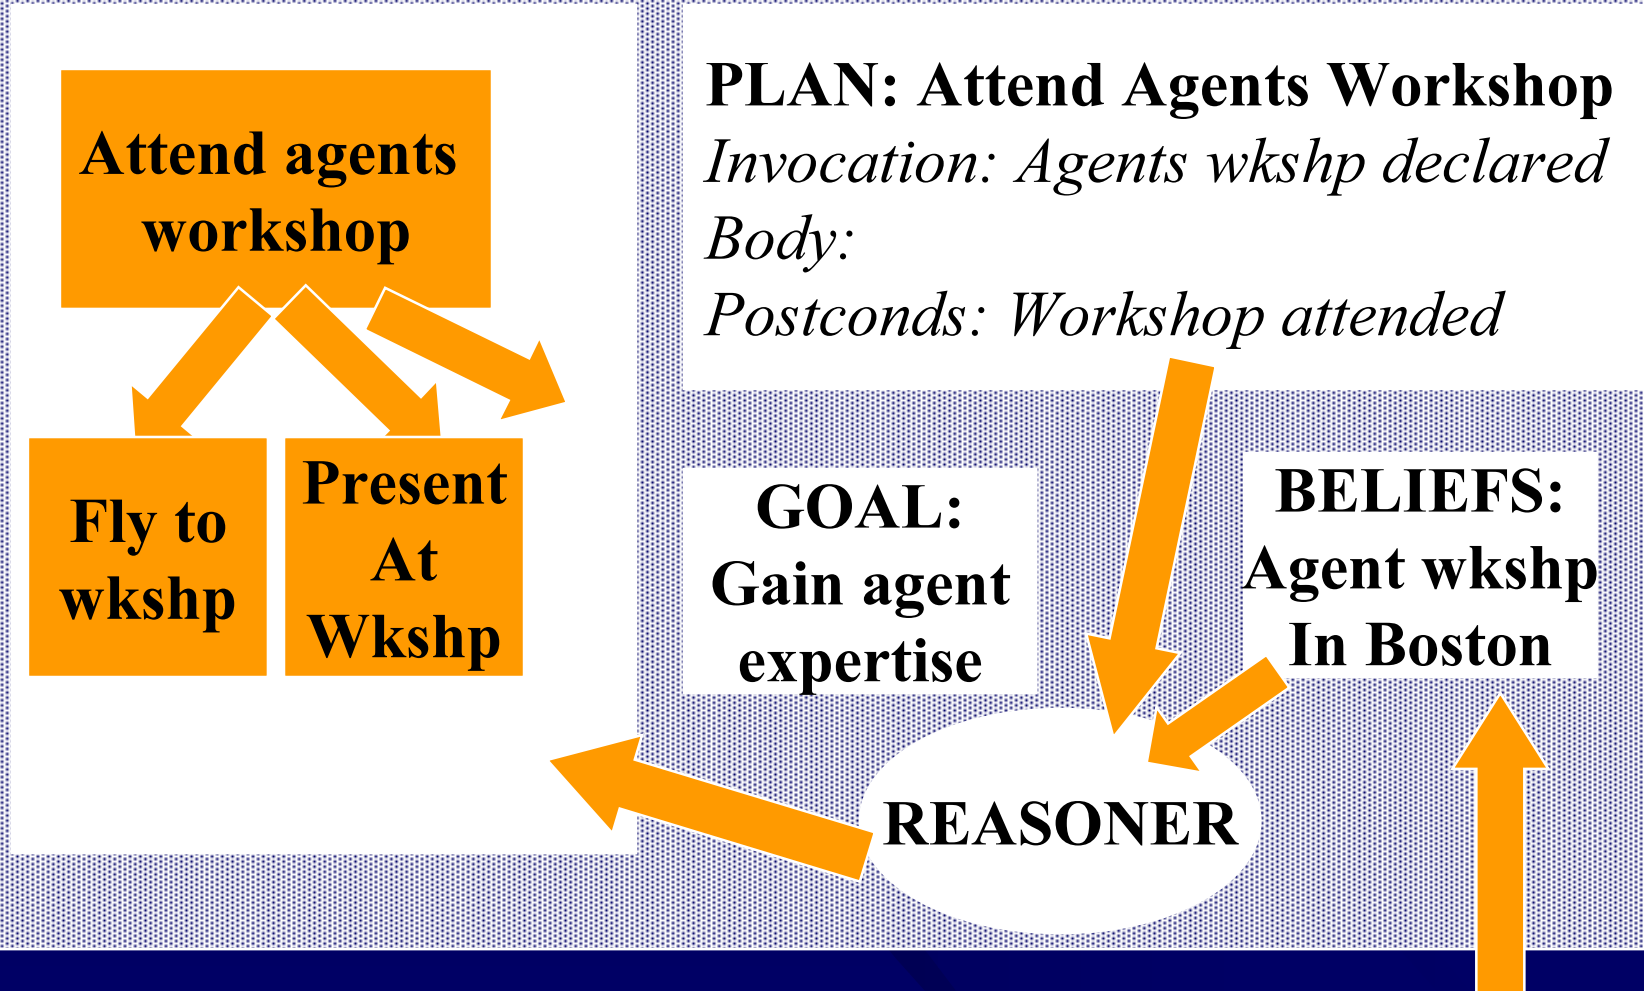 Attend agents
workshop
Fly to
wkshp
Present
At
Wkshp
PLAN: Attend Agents Workshop
Invocation: Agents wkshp declared
Body:
Postconds: Workshop attended
GOAL:
Gain agent
expertise
BELIEFS:
Agent wkshp
In Boston
REASONER